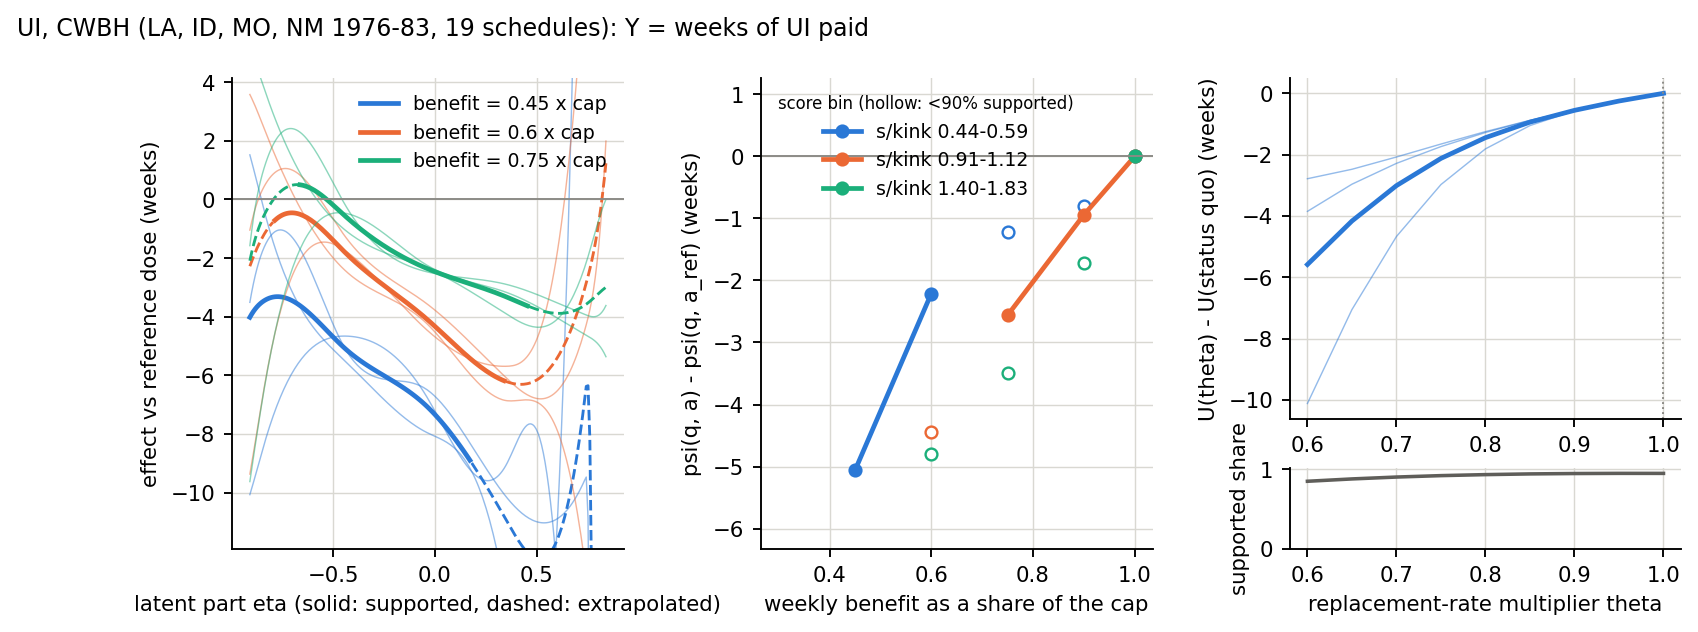 UI, CWBH (LA, ID, MO, NM 1976-83, 19 schedules): Y = weeks of UI paid
effect vs reference dose (weeks)
4
2
0
−2
−4
−6
−8
−10
benefit = 0.45 x cap
benefit = 0.6 x cap
benefit = 0.75 x cap
−0.5
0.0
0.5
latent part eta (solid: supported, dashed: extrapolated)
psi(q, a) - psi(q, a_ref) (weeks)
1
0
−1
−2
−3
−4
−5
−6
score bin (hollow: <90% supported)
s/kink 0.44-0.59
s/kink 0.91-1.12
s/kink 1.40-1.83
0.4
0.6
0.8
1.0
weekly benefit as a share of the cap
U(theta) - U(status quo) (weeks)
0
−2
−4
−6
−8
−10
0.6
0.7
0.8
0.9
1.0
supported share
1
0
0.6
0.7
0.8
0.9
1.0
replacement-rate multiplier theta